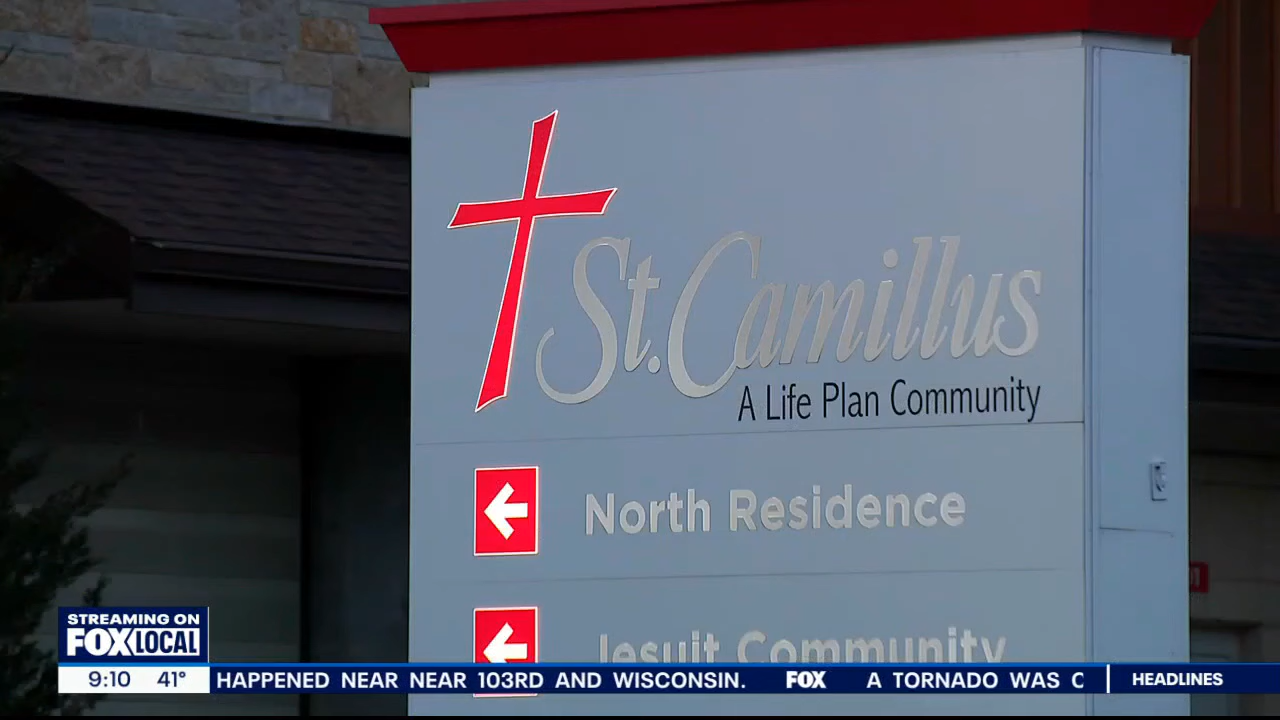 St. Camillus
A Life Plan Community
North Residence
Jesuit Community
STREAMING ON
FOX LOCAL
9:10 41° HAPPENED NEAR NEAR 103RD AND WISCONSIN. FOX A TORNADO WAS HEADLINES